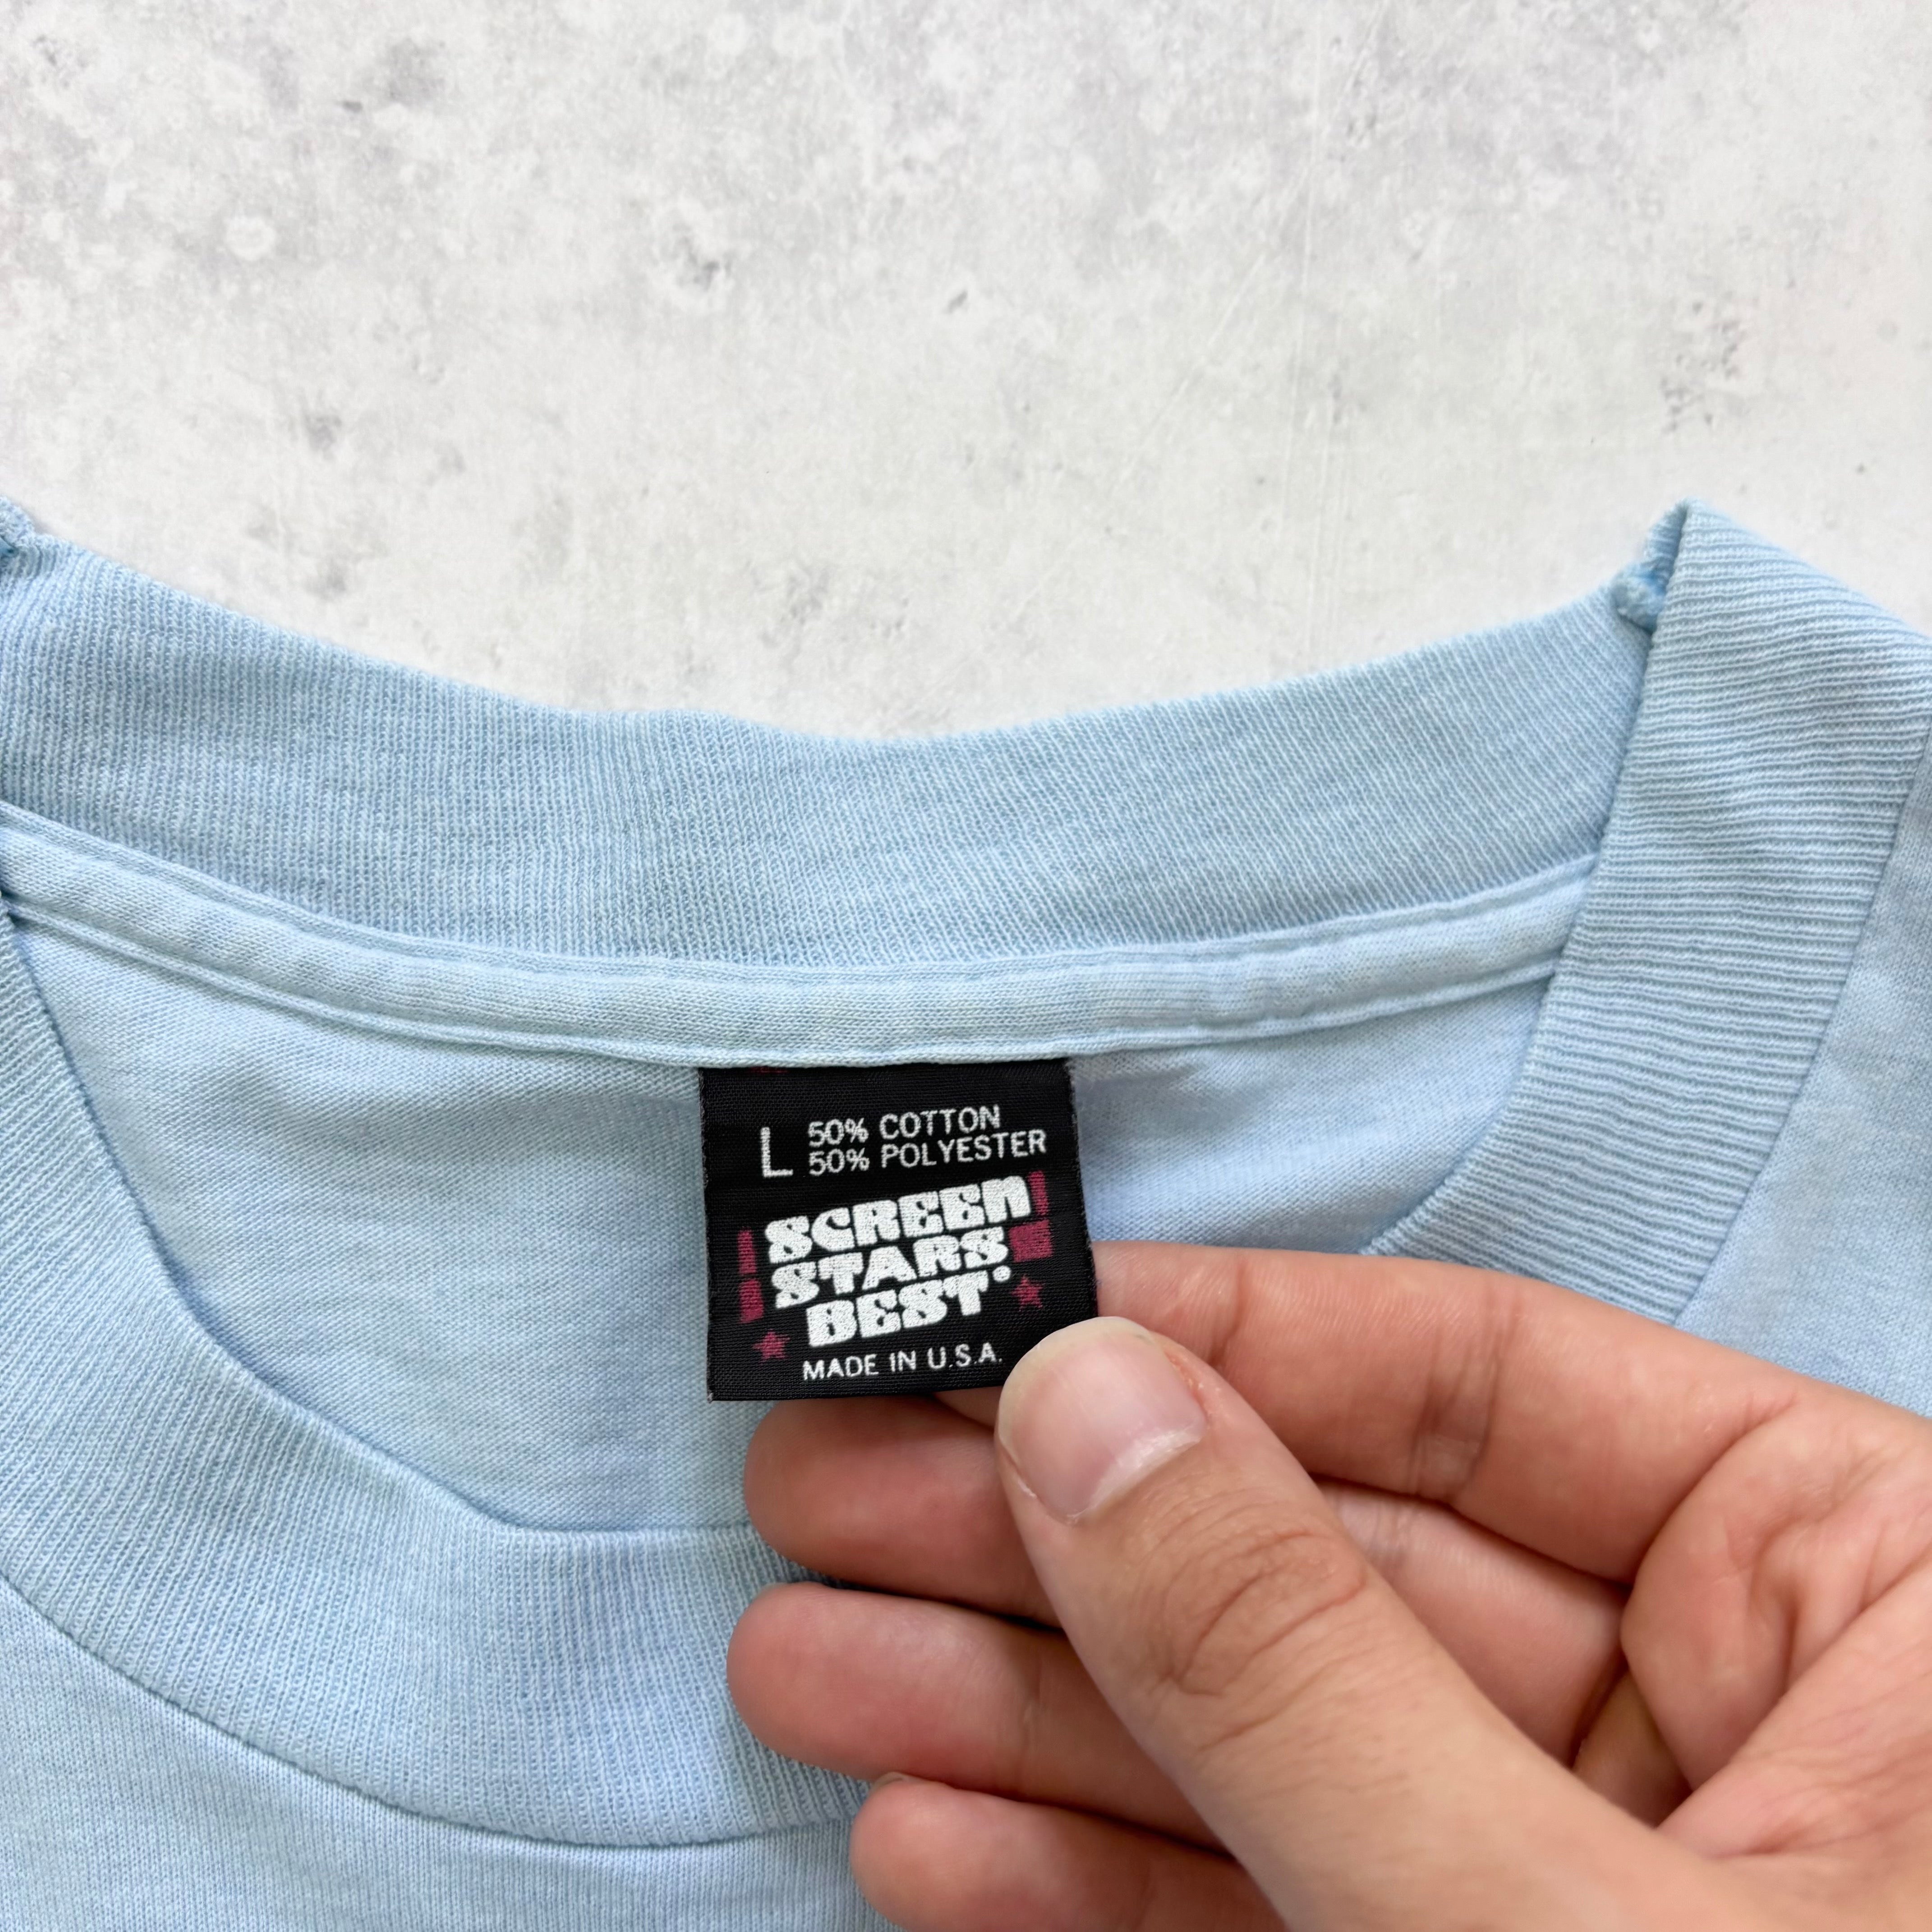 L 50% COTTON
50% POLYESTER
SCREEN
STARS
BEST
MADE IN U.S.A.